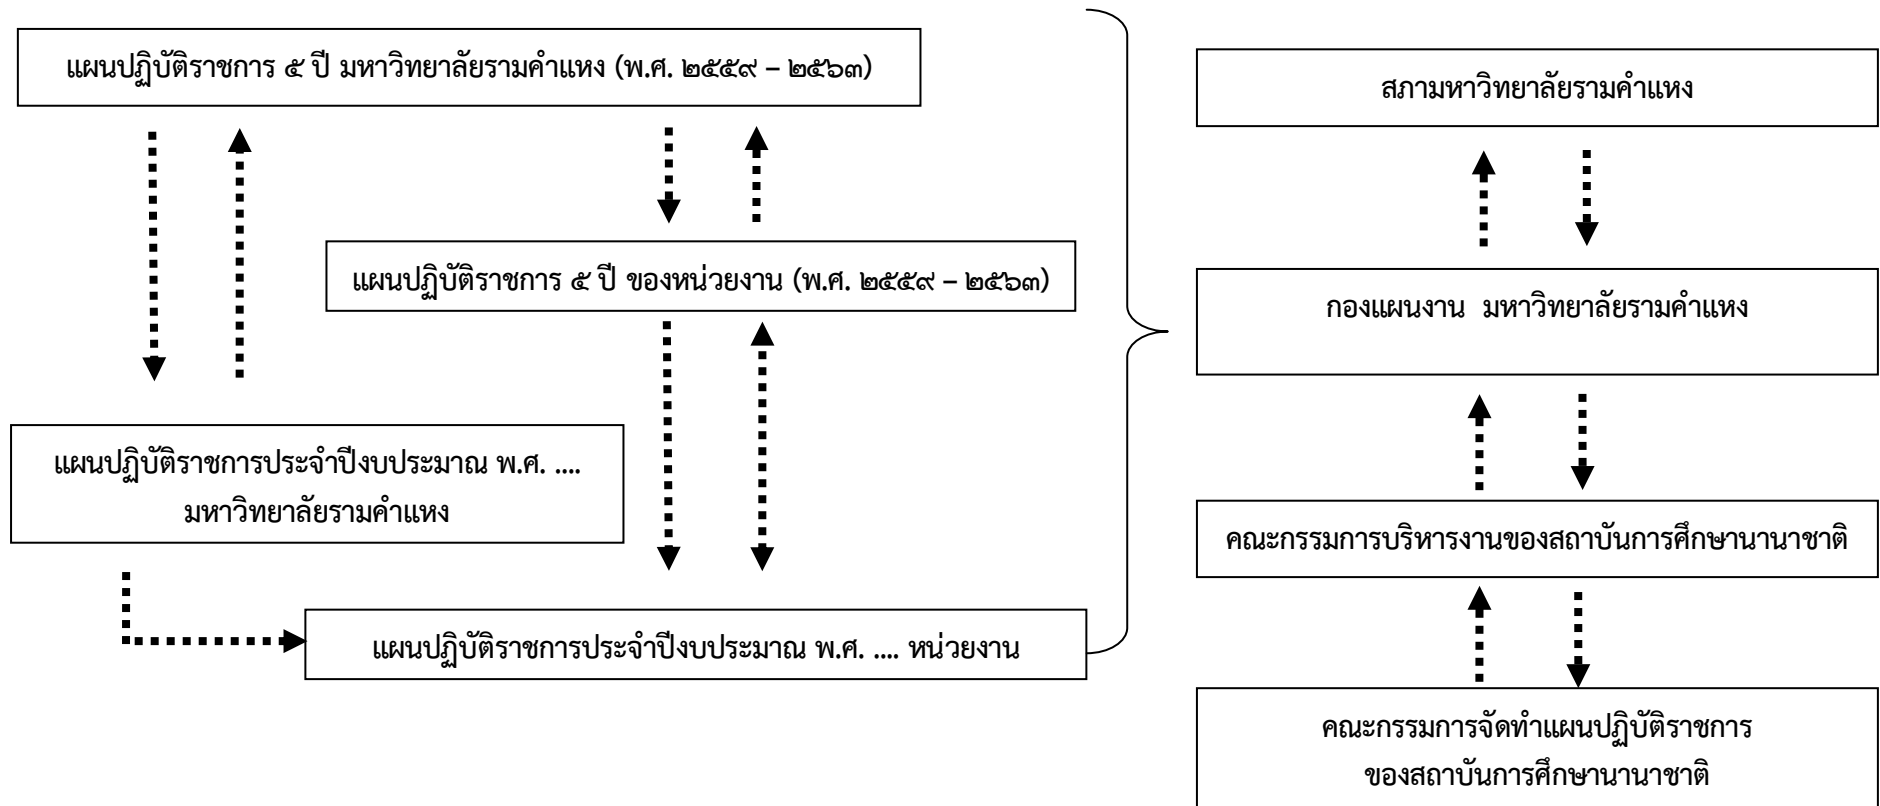 แผนปฏิบัติราชการ ๕ ปี มหาวิทยาลัยรามคำแหง (พ.ศ. ๒๕๕๙ – ๒๕๖๓)
แผนปฏิบัติราชการ ๕ ปี ของหน่วยงาน (พ.ศ. ๒๕๕๙ – ๒๕๖๓)
แผนปฏิบัติราชการประจำปีงบประมาณ พ.ศ. ....
มหาวิทยาลัยรามคำแหง
แผนปฏิบัติราชการประจำปีงบประมาณ พ.ศ. .... หน่วยงาน
สภามหาวิทยาลัยรามคำแหง
กองแผนงาน มหาวิทยาลัยรามคำแหง
คณะกรรมการบริหารงานของสถาบันการศึกษานานาชาติ
คณะกรรมการจัดทำแผนปฏิบัติราชการ
ของสถาบันการศึกษานานาชาติ